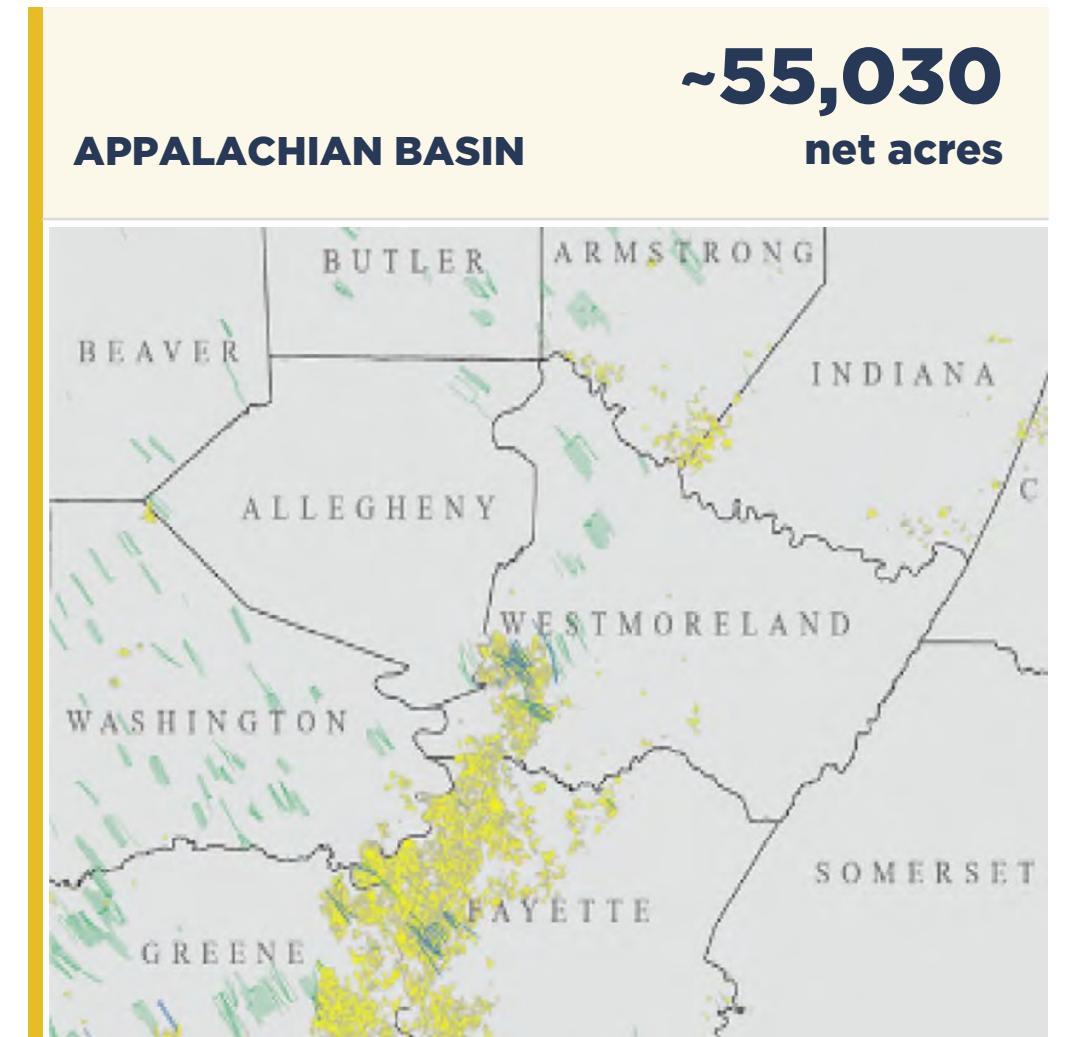 ~55,030
APPALACHIAN BASIN
net acres
ARMSTRONG
BUTLER
BEAVER
INDIANA
C
ALLEGHENY
WESTMORELAND
WASHINGTON
SOMERSET
FAYETTE
GREENE